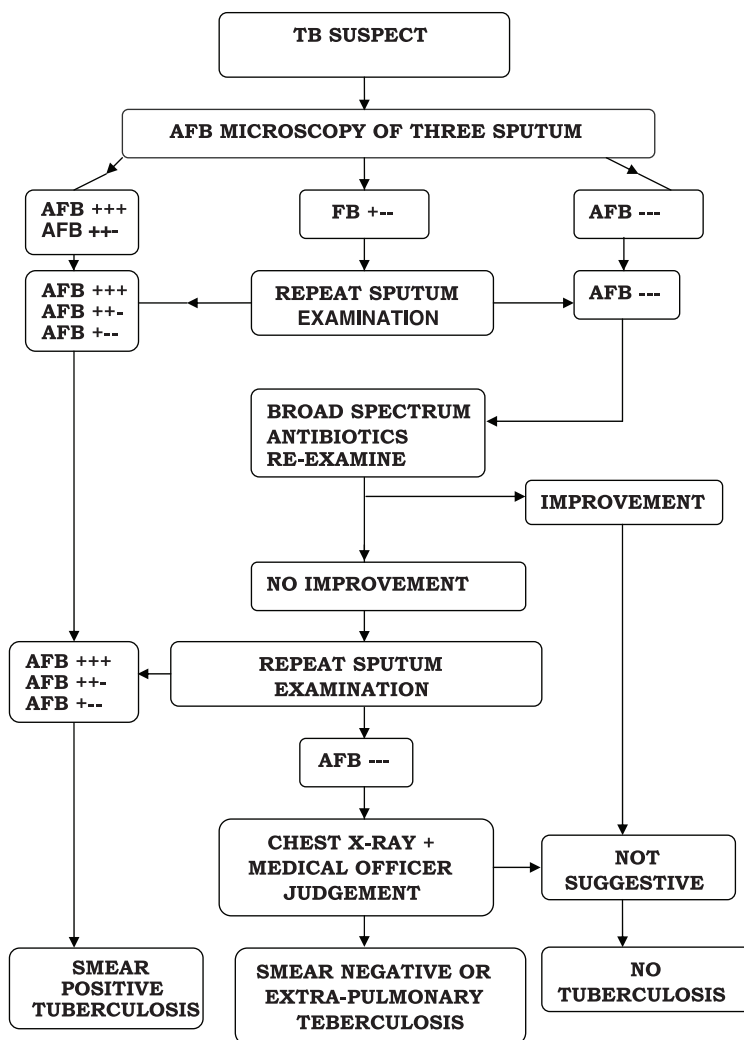 TB SUSPECT
AFB MICROSCOPY OF THREE SPUTUM
AFB +++
AFB ++-
FB +--
AFB ---
AFB +++
AFB ++-
AFB +--
REPEAT SPUTUM
EXAMINATION
AFB ---
BROAD SPECTRUM
ANTIBIOTICS
RE-EXAMINE
IMPROVEMENT
NO IMPROVEMENT
AFB +++
AFB ++-
AFB +--
REPEAT SPUTUM
EXAMINATION
AFB ---
CHEST X-RAY +
MEDICAL OFFICER
JUDGEMENT
NOT
SUGGESTIVE
SMEAR
POSITIVE
TUBERCULOSIS
SMEAR NEGATIVE OR
EXTRA-PULMONARY
TEBERCULOSIS
NO
TUBERCULOSIS